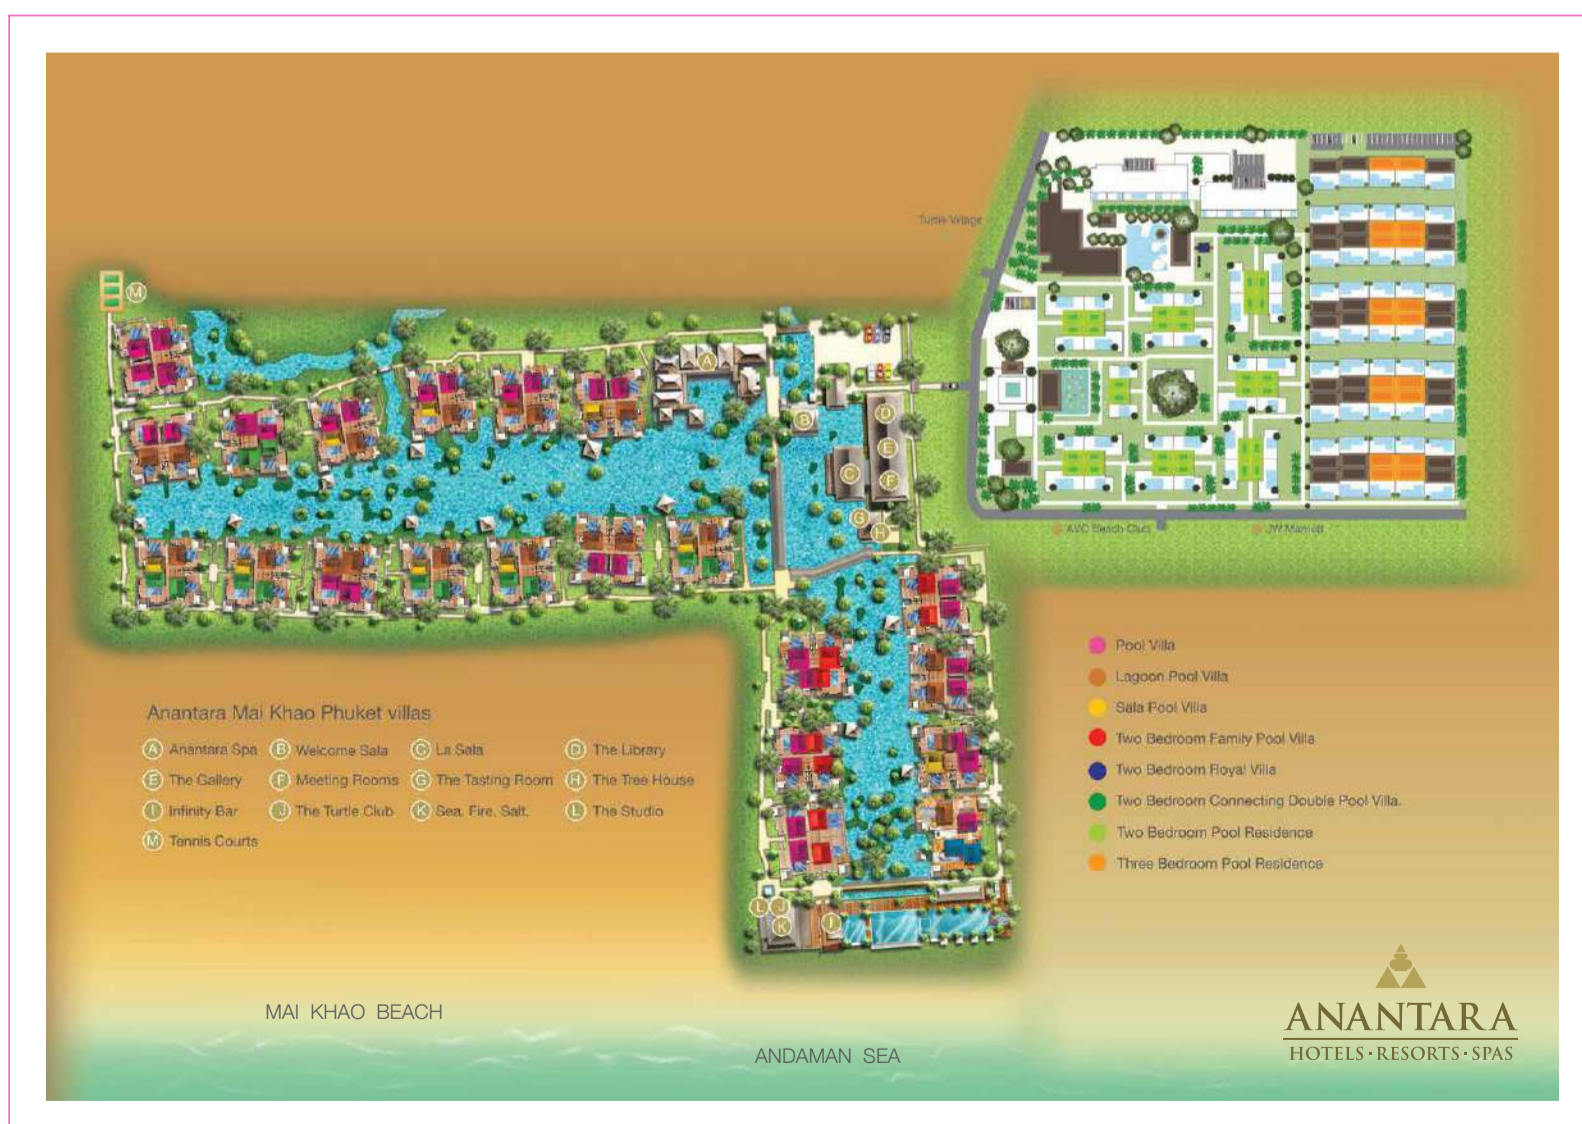 Turtle Village
M
A
B
D
E
C
F
G
H
AVC Beach Club
JW Marriott
Pool Villa
Lagoon Pool Villa
Sala Pool Villa
Two Bedroom Family Pool Villa
Two Bedroom Royal Villa
Two Bedroom Connecting Double Pool Villa.
Two Bedroom Pool Residence
Three Bedroom Pool Residence
Anantara Mai Khao Phuket villas
A Anantara Spa B Welcome Sala C La Sala D The Library
E The Gallery F Meeting Rooms G The Tasting Room H The Tree House
I Infinity Bar J The Turtle Club K Sea. Fire. Salt. L The Studio
M Tennis Courts
L J
K I
MAI KHAO BEACH
ANDAMAN SEA
ANANTARA
HOTELS·RESORTS·SPAS